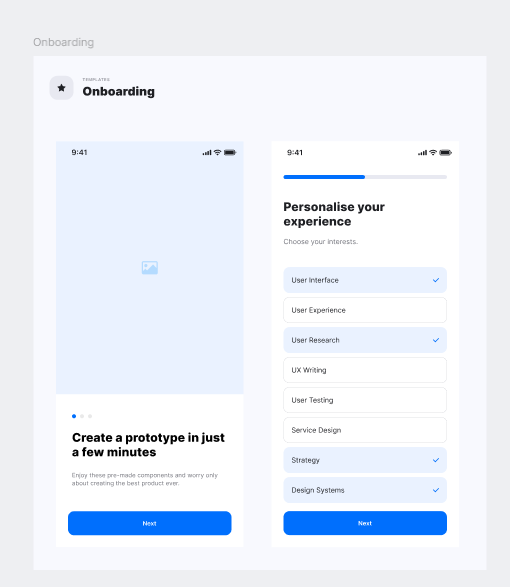 Onboarding
TEMPLATES
Onboarding
9:41
Create a prototype in just
a few minutes
Enjoy these pre-made components and worry only
about creating the best product ever.
Next
9:41
Personalise your
experience
Choose your interests.
User Interface
User Experience
User Research
UX Writing
User Testing
Service Design
Strategy
Design Systems
Next